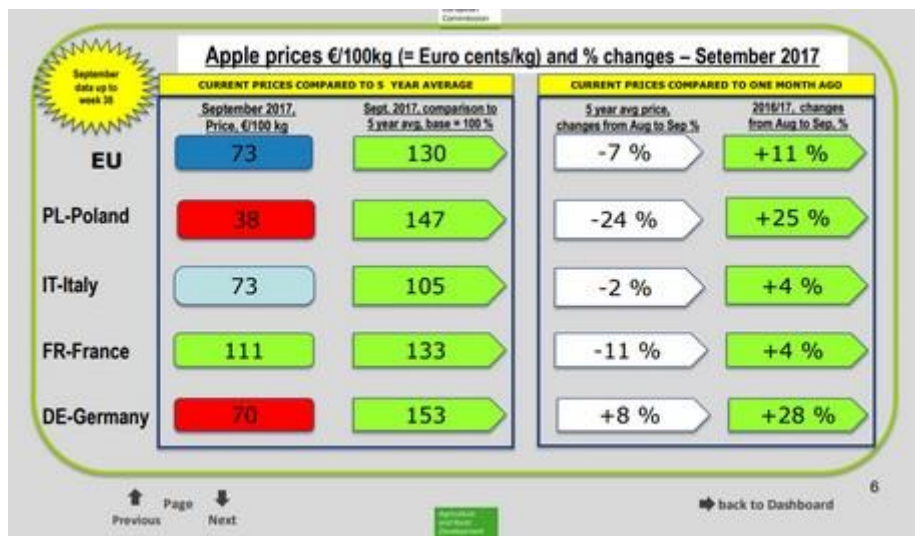 Commission
Apple prices €/100kg (= Euro cents/kg) and % changes – Setember 2017
September
data up to
week 38
CURRENT PRICES COMPARED TO 5 YEAR AVERAGE
CURRENT PRICES COMPARED TO ONE MONTH AGO
September 2017,
Price, €/100 kg
Sept. 2017, comparison to
5 year avg, base = 100 %
5 year avg price,
changes from Aug to Sep %
2016/17, changes
from Aug to Sep, %
EU
73
130
-7 %
+11 %
PL-Poland
38
147
-24 %
+25 %
IT-Italy
73
105
-2 %
+4 %
FR-France
111
133
-11 %
+4 %
DE-Germany
70
153
+8 %
+28 %
6
Page
Previous
Next
back to Dashboard
Agriculture
and Rural
Development